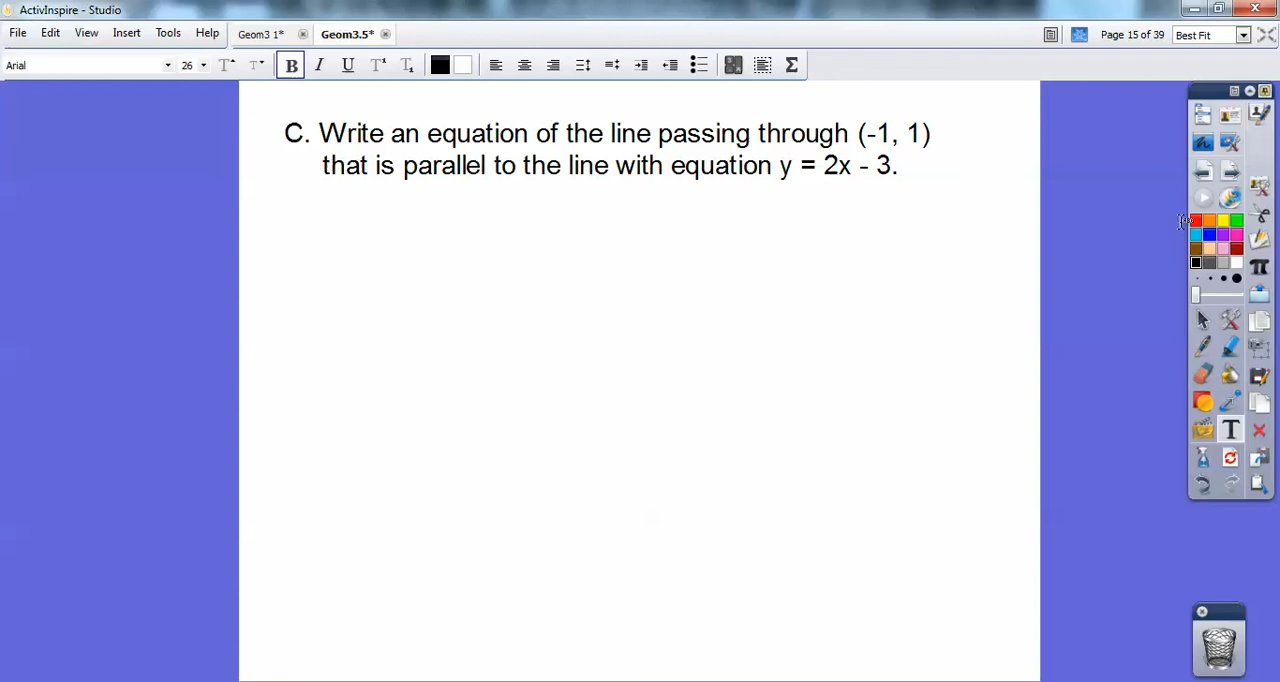 ActivInspire - Studio
File Edit View Insert Tools Help Geom3 1* Geom3.5* Page 15 of 39 Best Fit
Arial 26 T T B I U T T Σ
C. Write an equation of the line passing through (-1, 1)
that is parallel to the line with equation y = 2x - 3.
T